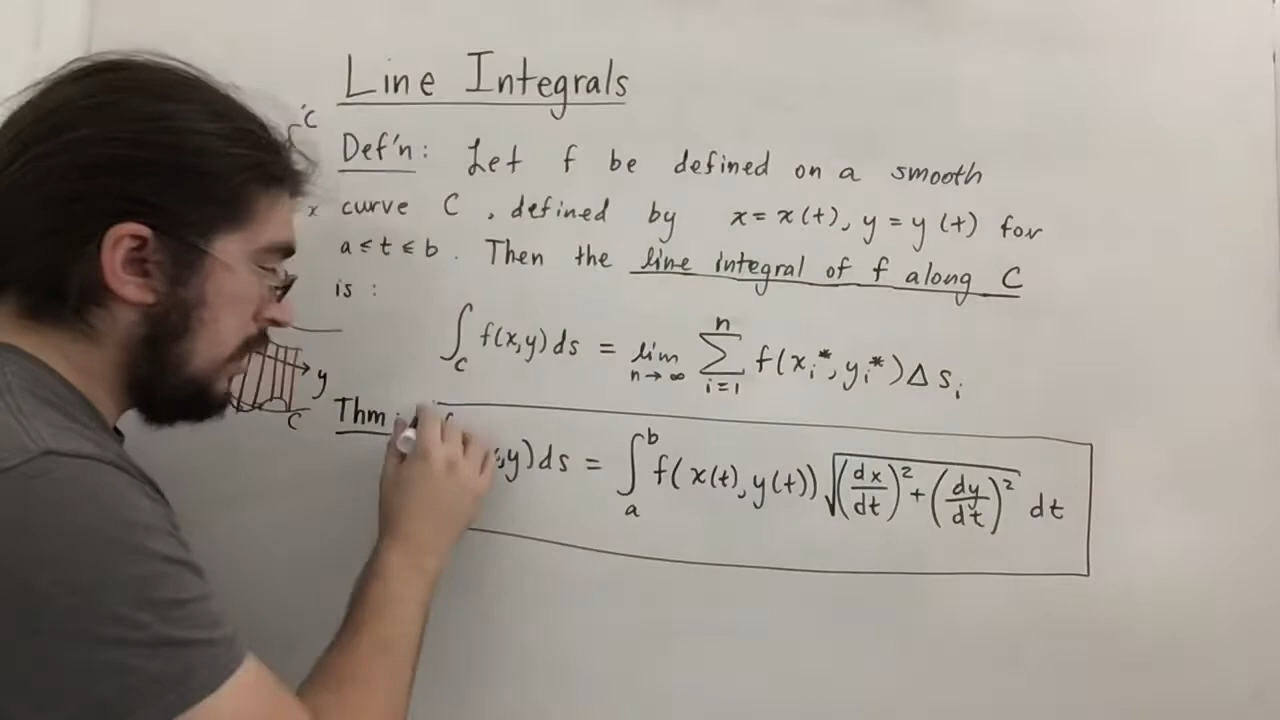 Line Integrals
Def'n: Let f be defined on a smooth
curve C, defined by x = x(t), y = y(t) for
a ≤ t ≤ b. Then the line integral of f along C
is:
∫_C f(x,y) ds = lim_{n→∞} ∑_{i=1}^{n} f(x_i*, y_i*) Δs_i
Thm:
,y) ds = ∫_a^b f(x(t), y(t)) √((dx/dt)² + (dy/dt)²) dt
C
x
y
C